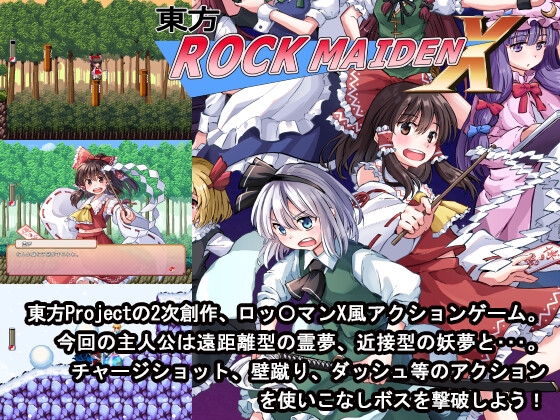 東方
ROCK MAIDEN X
東方Projectの2次創作、ロッ〇マンX風アクションゲーム。
今回の主人公は遠距離型の霊夢、近接型の妖夢と・・・。
チャージショット、壁蹴り、ダッシュ等のアクション
を使いこなしボスを撃破しよう！